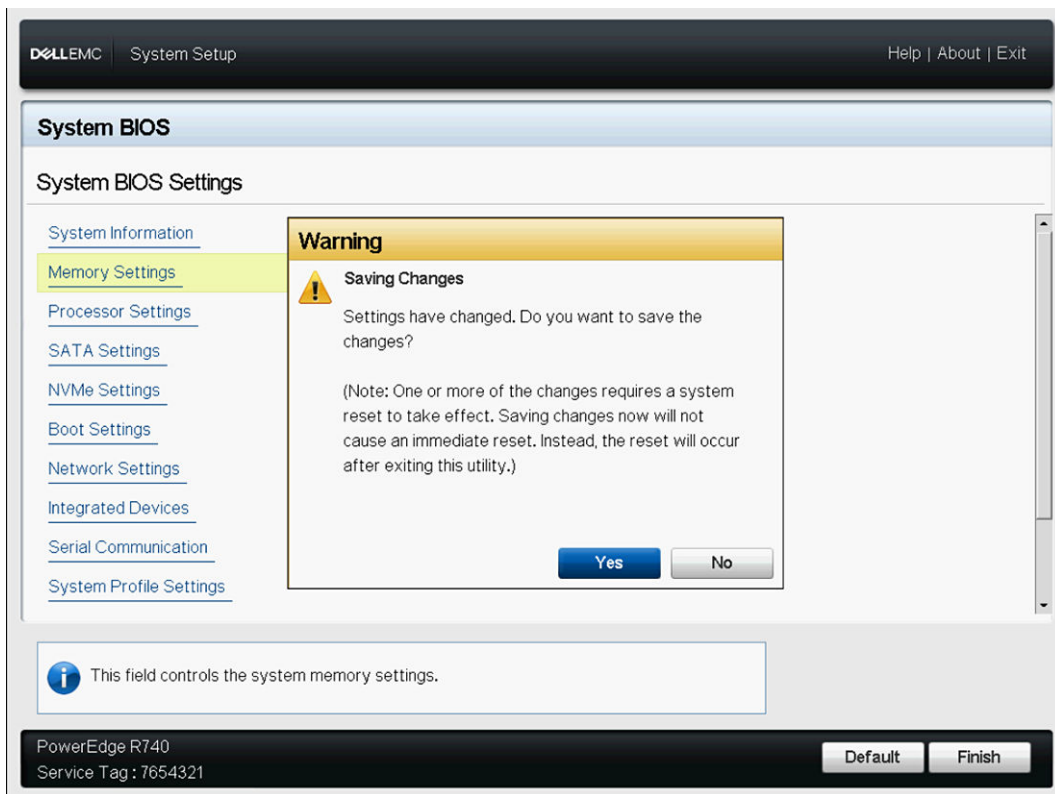 DELLEMC System Setup Help | About | Exit
System BIOS
System BIOS Settings
System Information
Memory Settings
Processor Settings
SATA Settings
NVMe Settings
Boot Settings
Network Settings
Integrated Devices
Serial Communication
System Profile Settings
Warning
Saving Changes
Settings have changed. Do you want to save the
changes?
(Note: One or more of the changes requires a system
reset to take effect. Saving changes now will not
cause an immediate reset. Instead, the reset will occur
after exiting this utility.)
Yes No
This field controls the system memory settings.
PowerEdge R740
Service Tag : 7654321
Default Finish